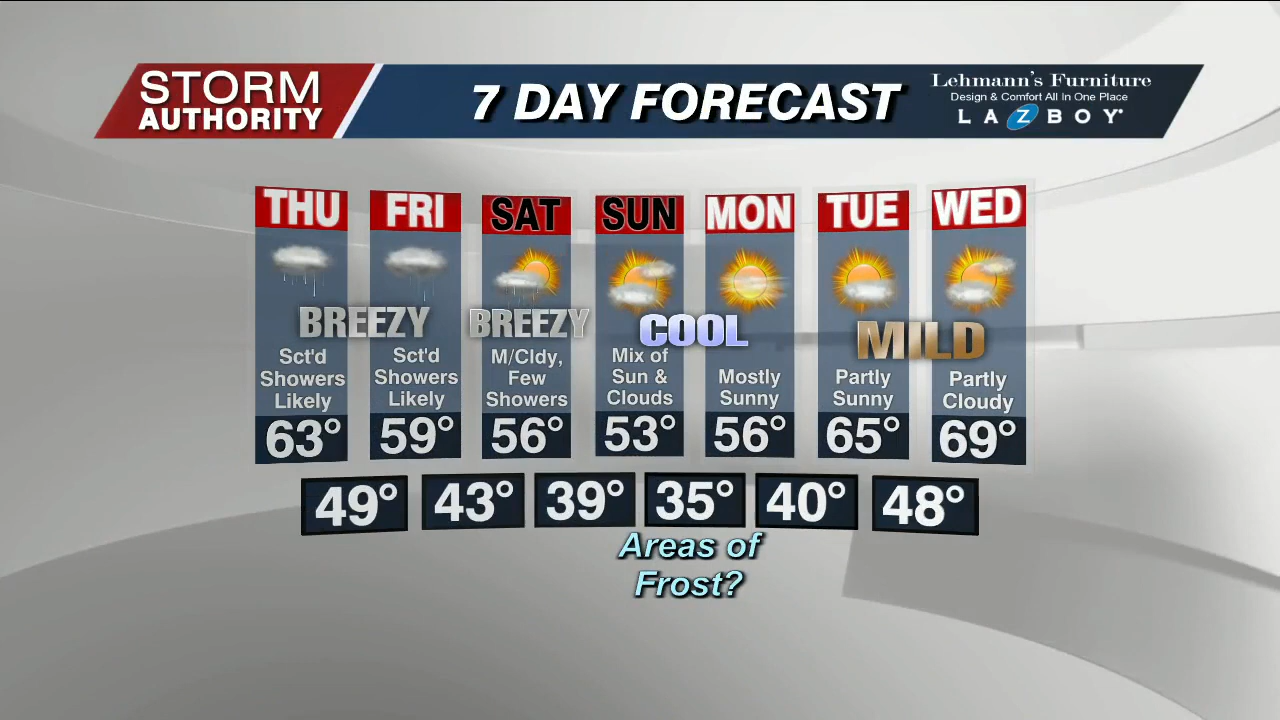 STORM
AUTHORITY
7 DAY FORECAST
Lehmann's Furniture
Design & Comfort All In One Place
LA Z BOY®
THU FRI SAT SUN MON TUE WED
BREEZY BREEZY COOL MILD
Sct'd
Showers
Likely
63°
Sct'd
Showers
Likely
59°
M/Cldy,
Few
Showers
56°
Mix of
Sun &
Clouds
53°
Mostly
Sunny
56°
Partly
Sunny
65°
Partly
Cloudy
69°
49° 43° 39° 35° 40° 48°
Areas of
Frost?